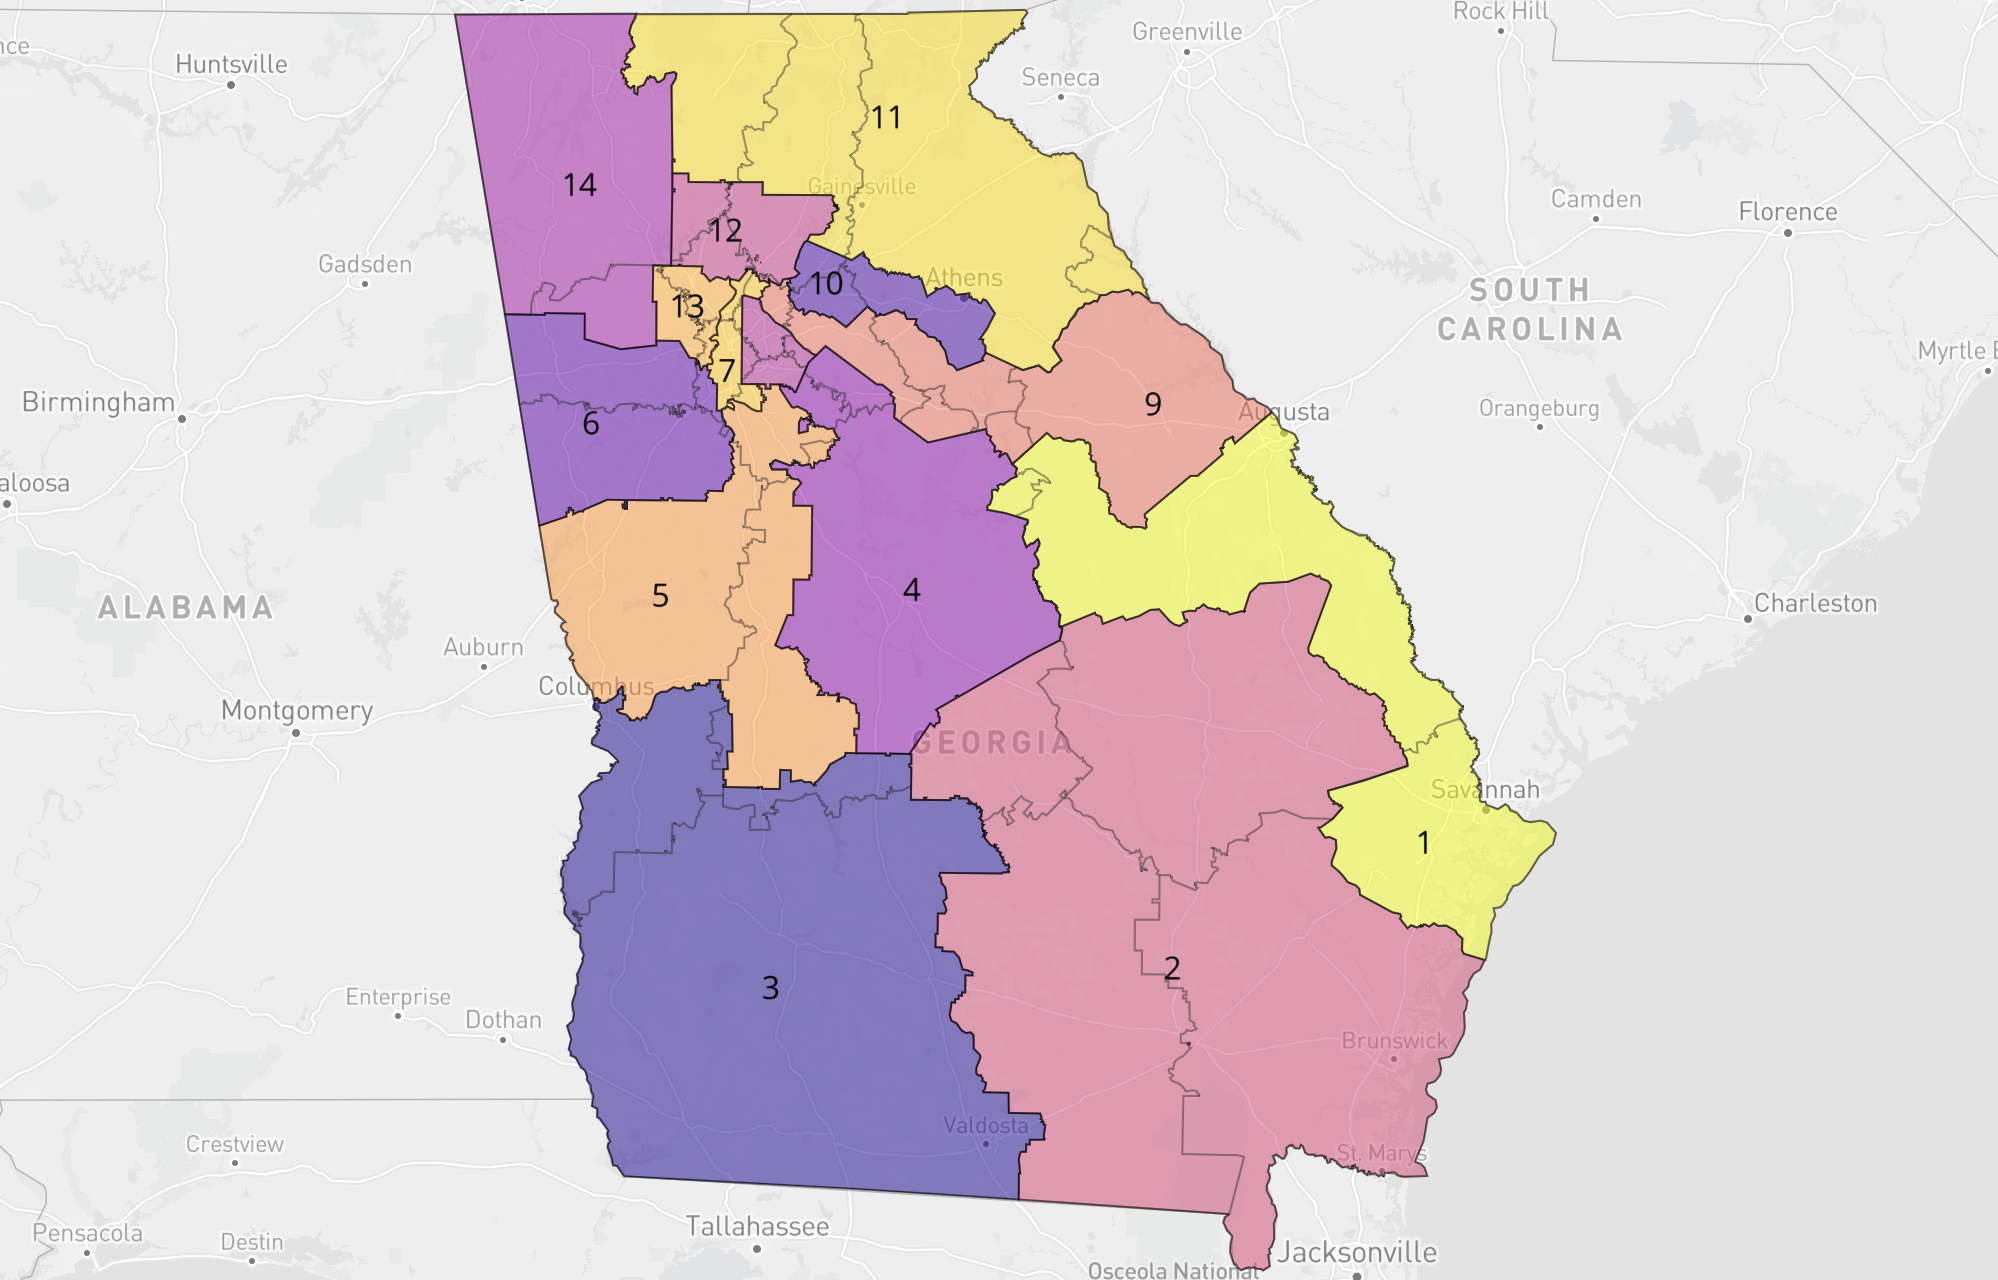 Rock Hill
Greenville
nce
Huntsville
Seneca
11
14
Gainesville
Camden
Florence
12
Gadsden
Athens
10
SOUTH
CAROLINA
13
Myrtle B
7
Birmingham
9
Augusta
Orangeburg
6
aloosa
5
4
ALABAMA
Charleston
Auburn
Columbus
Montgomery
GEORGIA
Savannah
1
2
3
Enterprise
Dothan
Brunswick
Valdosta
Crestview
St. Marys
Pensacola
Tallahassee
Destin
Jacksonville
Osceola National